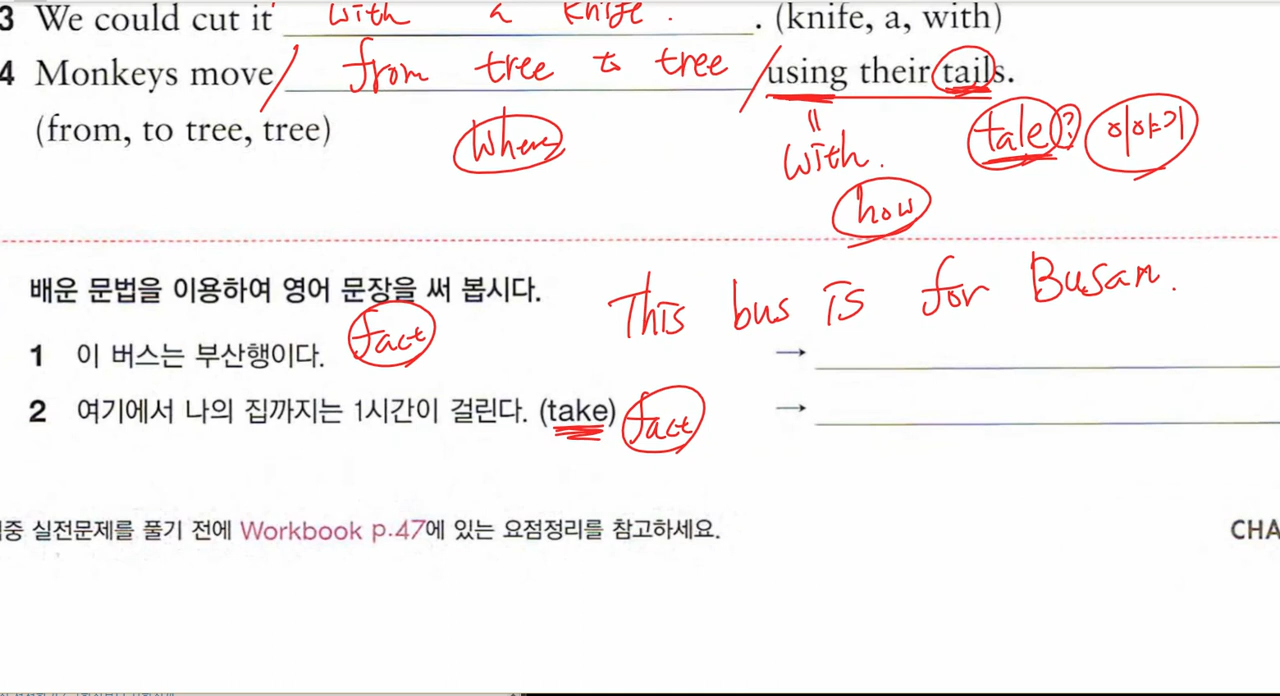 3 We could cut it with a knife. . (knife, a, with)
4 Monkeys move / from tree to tree / using their tails.
(from, to tree, tree)
where
=
with.
how
tale? 이야기
배운 문법을 이용하여 영어 문장을 써 봅시다.
This bus is for Busan.
1 이 버스는 부산행이다. fact →
2 여기에서 나의 집까지는 1시간이 걸린다. (take) fact →
중 실전문제를 풀기 전에 Workbook p.47에 있는 요점정리를 참고하세요.
CHA